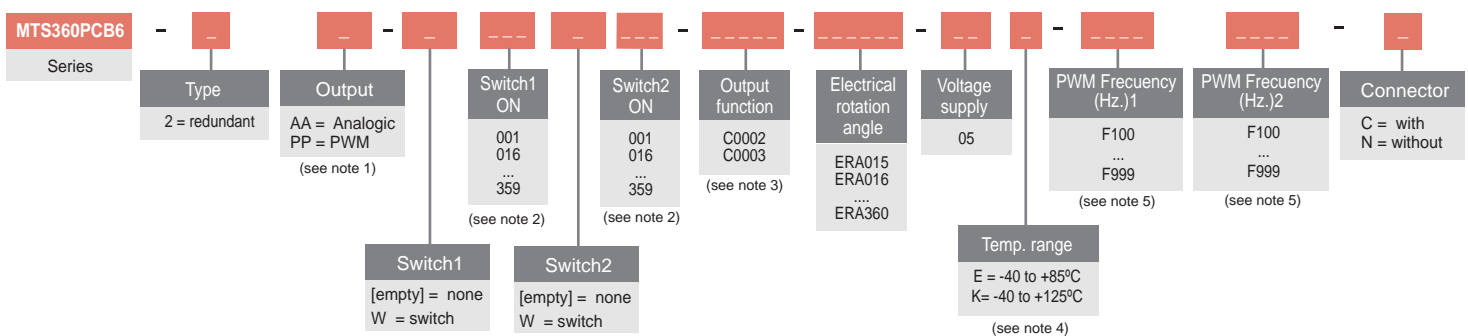 MTS360PCB6 - _ _ _ - _ _ _ _ _ _ _ _ - _ _ _ _ _ - _ _ _ _ _ _ - _ _ _ - _ _ _ _ _ _ _ _ - _
Series
Type
2 = redundant
Output
AA = Analogic
PP = PWM
(see note 1)
Switch1
[empty] = none
W = switch
Switch1
ON
001
016
...
359
(see note 2)
Switch2
[empty] = none
W = switch
Switch2
ON
001
016
...
359
(see note 2)
Output
function
C0002
C0003
(see note 3)
Electrical
rotation
angle
ERA015
ERA016
....
ERA360
Voltage
supply
05
Temp. range
E = -40 to +85ºC
K= -40 to +125ºC
(see note 4)
PWM Frecuency
(Hz.)1
F100
...
F999
(see note 5)
PWM Frecuency
(Hz.)2
F100
...
F999
(see note 5)
Connector
C = with
N = without